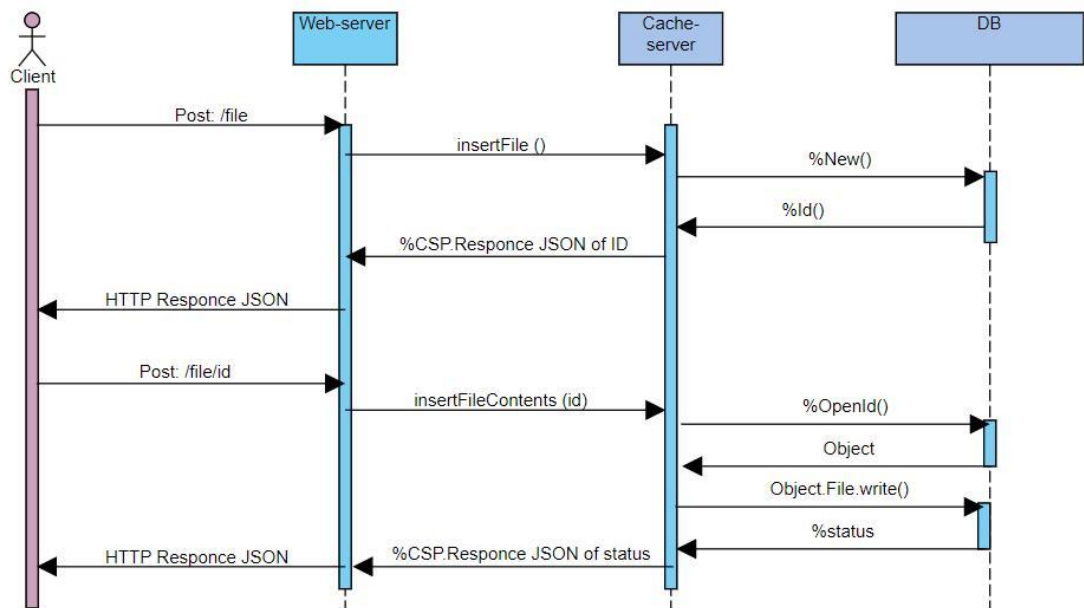 Client
Web-server
Cache-
server
DB
Post: /file
insertFile ()
%New()
%Id()
%CSP.Responce JSON of ID
HTTP Responce JSON
Post: /file/id
insertFileContents (id)
%OpenId()
Object
Object.File.write()
%status
%CSP.Responce JSON of status
HTTP Responce JSON